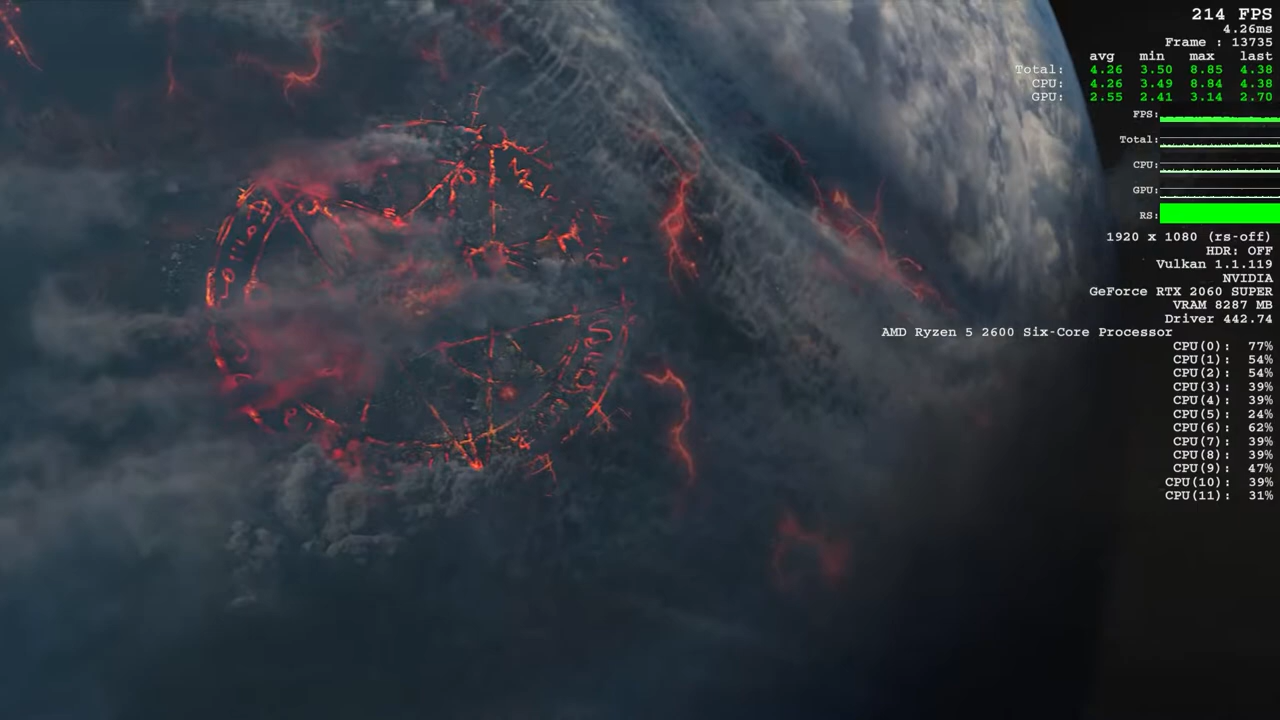 214 FPS
4.26ms
Frame : 13735
avg min max last
Total: 4.26 3.50 8.85 4.38
CPU: 4.26 3.49 8.84 4.38
GPU: 2.55 2.41 3.14 2.70
FPS:
Total:
CPU:
GPU:
RS:
1920 x 1080 (rs-off)
HDR: OFF
Vulkan 1.1.119
NVIDIA
GeForce RTX 2060 SUPER
VRAM 8287 MB
Driver 442.74
AMD Ryzen 5 2600 Six-Core Processor
CPU(0): 77%
CPU(1): 54%
CPU(2): 54%
CPU(3): 39%
CPU(4): 39%
CPU(5): 24%
CPU(6): 62%
CPU(7): 39%
CPU(8): 39%
CPU(9): 47%
CPU(10): 39%
CPU(11): 31%